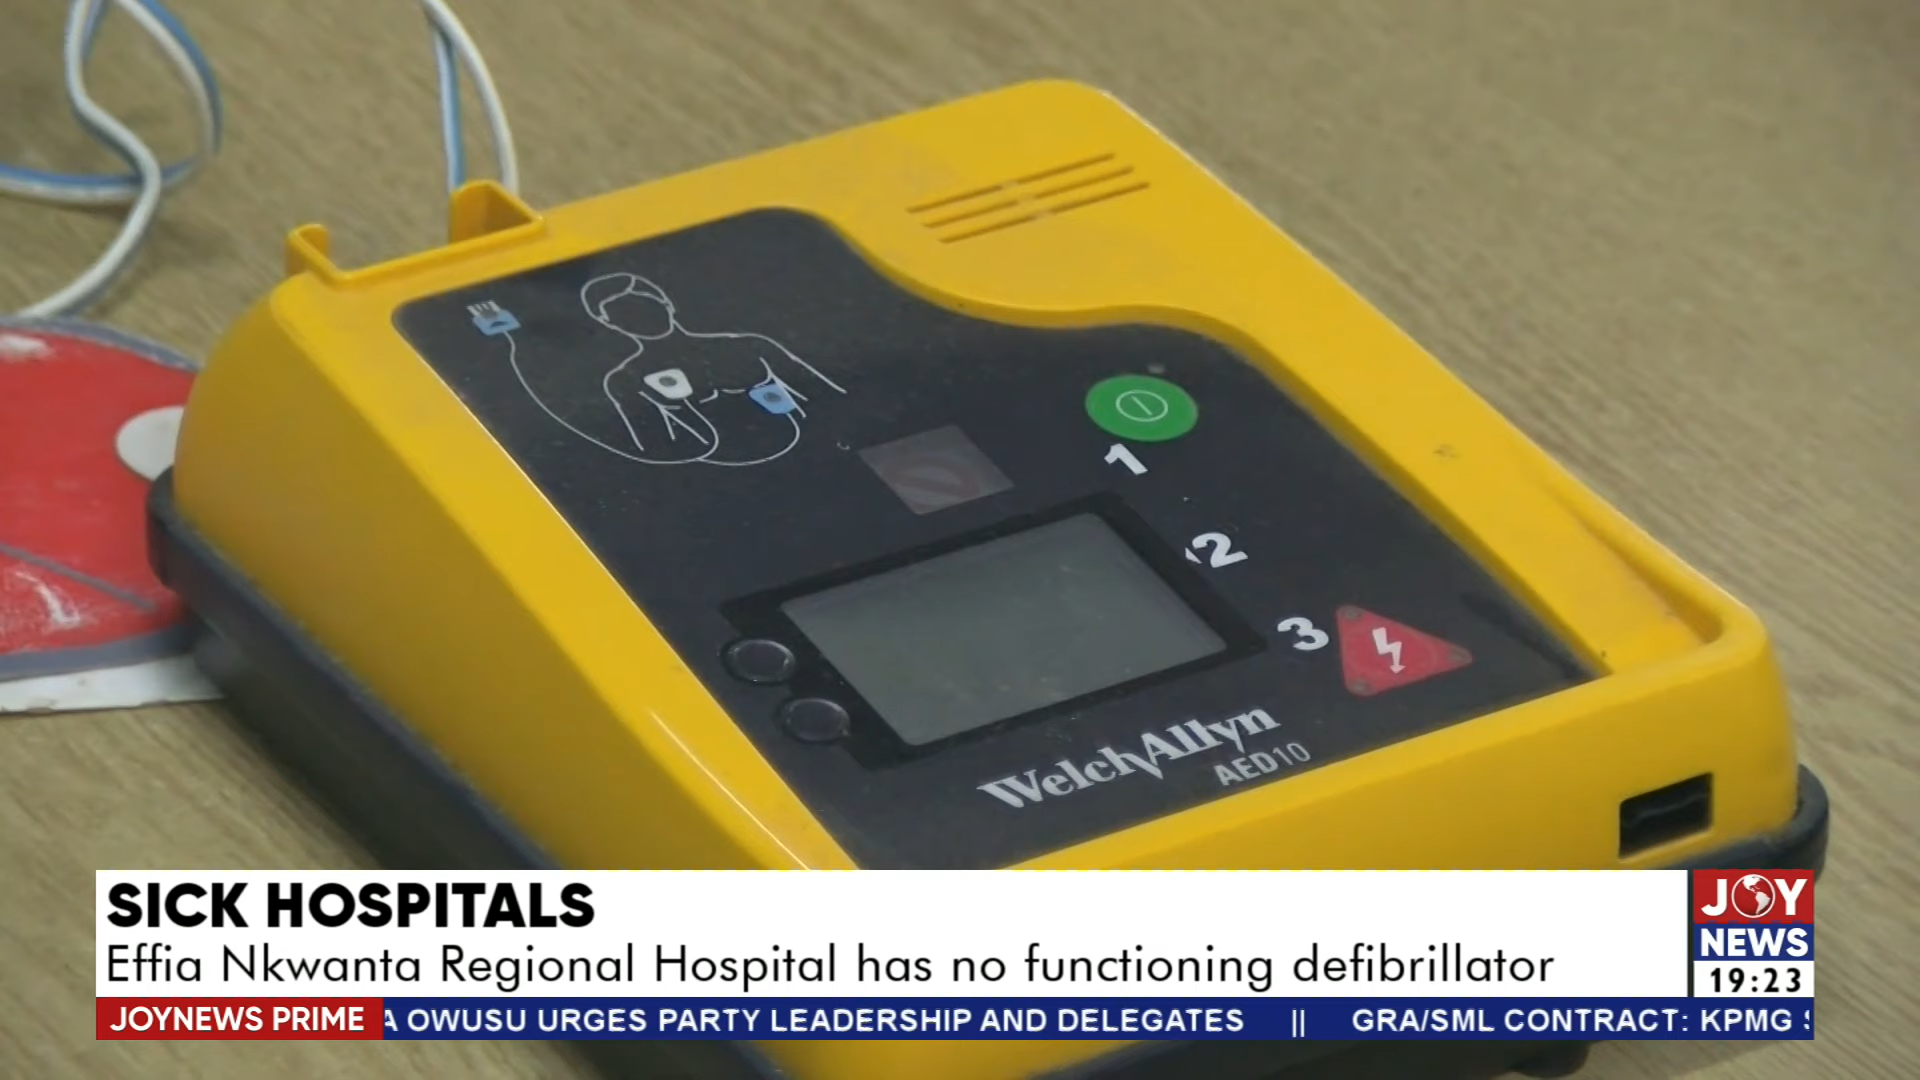 1
2
3
WelchAllyn
AED10
SICK HOSPITALS
Effia Nkwanta Regional Hospital has no functioning defibrillator
JOY
NEWS
19:23
JOYNEWS PRIME
A OWUSU URGES PARTY LEADERSHIP AND DELEGATES || GRA/SML CONTRACT: KPMG